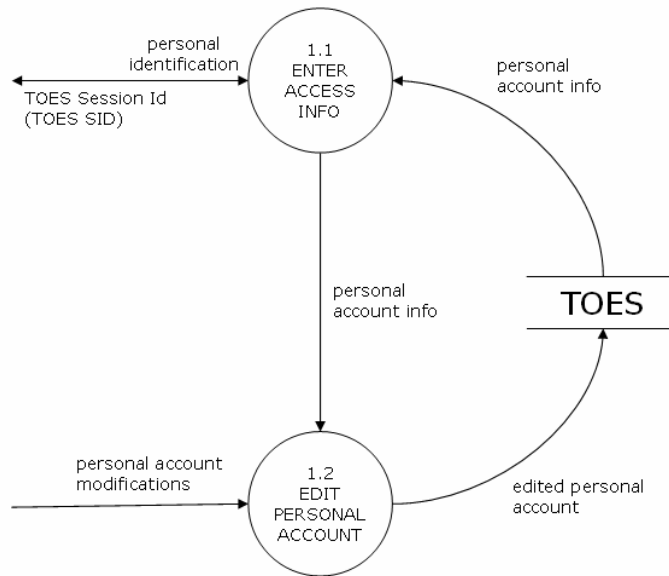 personal
identification
TOES Session Id
(TOES SID)
1.1
ENTER
ACCESS
INFO
personal
account info
personal
account info
TOES
personal account
modifications
1.2
EDIT
PERSONAL
ACCOUNT
edited personal
account